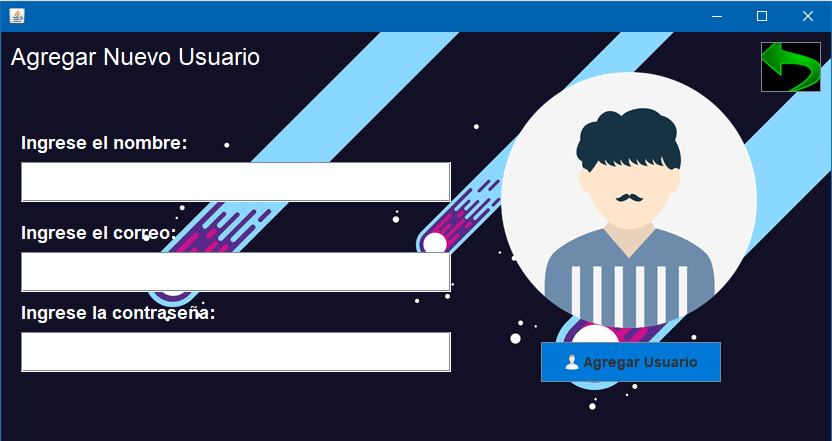 Agregar Nuevo Usuario
Ingrese el nombre:
Ingrese el correo:
Ingrese la contraseña:
Agregar Usuario